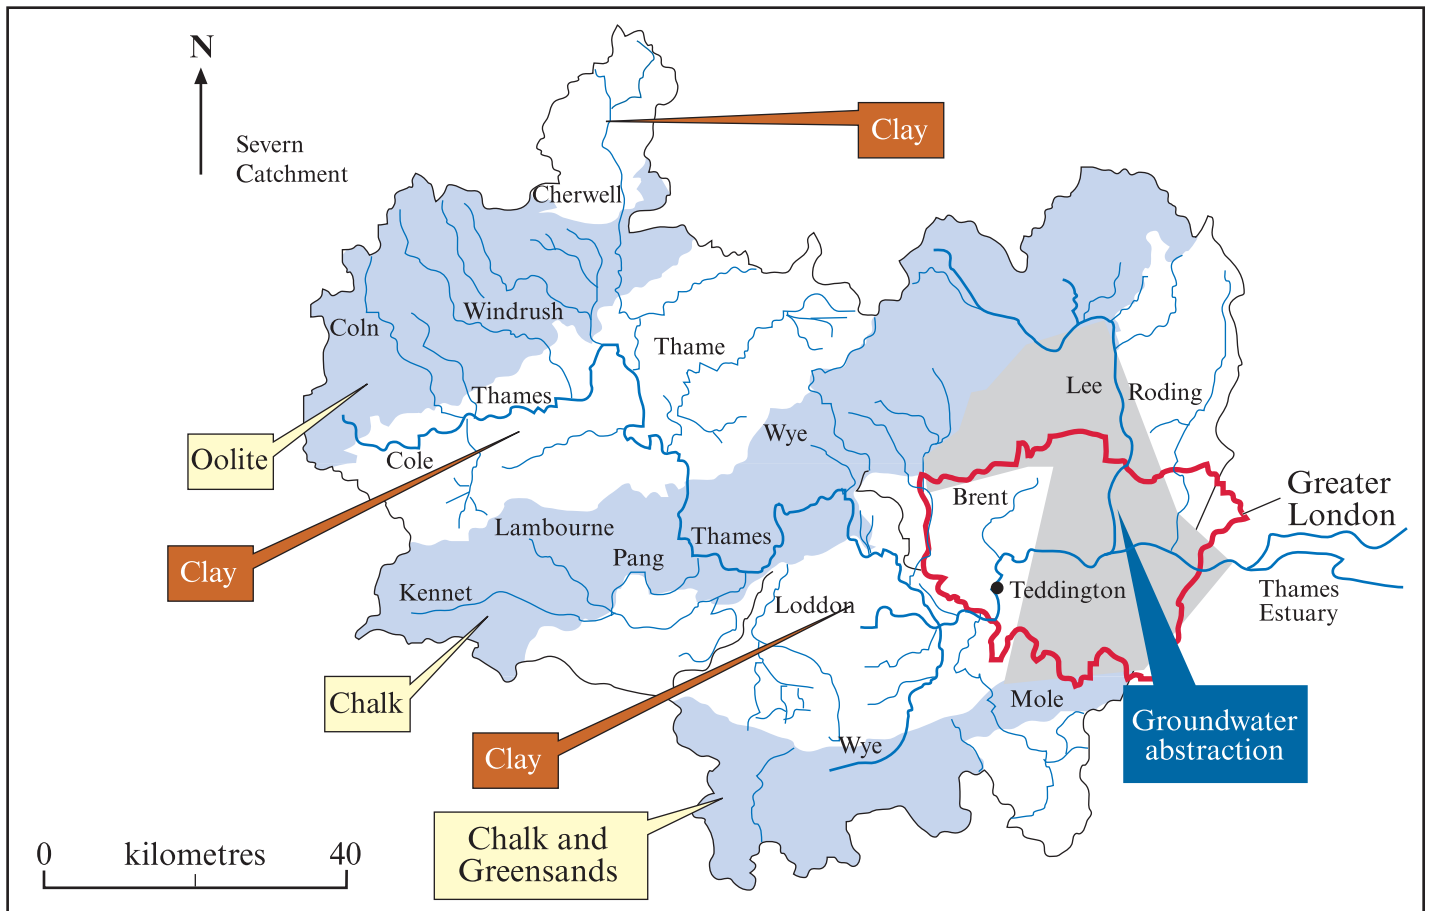 N
Severn
Catchment
Clay
Cherwell
Windrush
Coln
Thame
Thames
Lee
Roding
Oolite
Cole
Wye
Brent
Greater
London
Lambourne
Thames
Pang
Clay
Kennet
Loddon
Teddington
Thames
Estuary
Chalk
Mole
Groundwater
abstraction
Clay
Wye
Chalk and
Greensands
0 kilometres 40